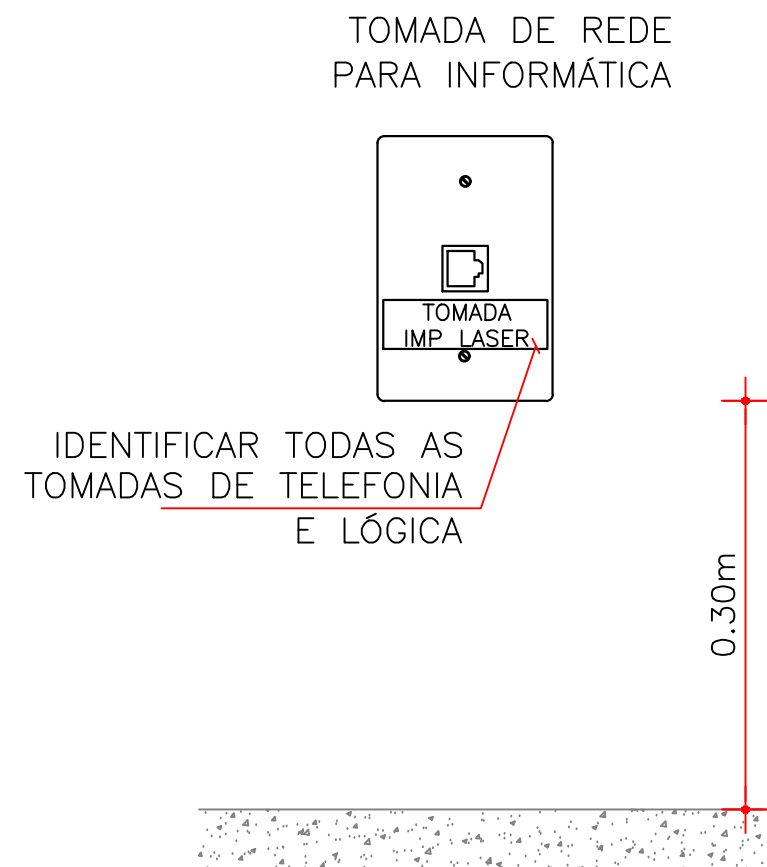 TOMADA DE REDE
PARA INFORMÁTICA
TOMADA
IMP LASER
IDENTIFICAR TODAS AS
TOMADAS DE TELEFONIA
E LÓGICA
0.30m